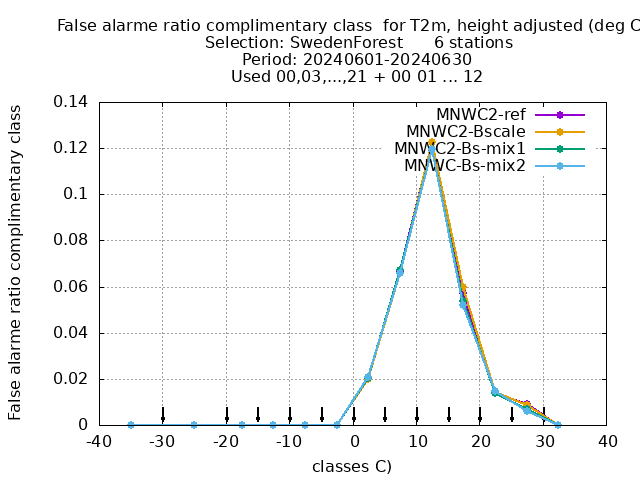 False alarme ratio complimentary class  for T2m, height adjusted (deg C
Selection: SwedenForest      6 stations
Period: 20240601-20240630
Used 00,03,...,21 + 00 01 ... 12
MNWC2-ref
MNWC2-Bscale
MNWC2-Bs-mix1
MNWC-Bs-mix2
False alarme ratio complimentary class
0.14
0.12
0.1
0.08
0.06
0.04
0.02
0
-40 -30 -20 -10 0 10 20 30 40
classes C)